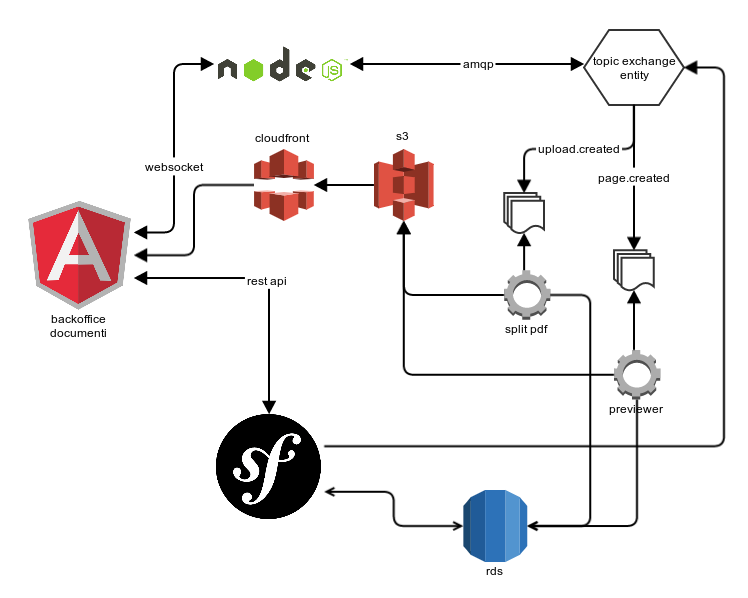 node
JS
amqp
topic exchange
entity
cloudfront
s3
upload.created
websocket
page.created
A
rest api
backoffice
documenti
split pdf
previewer
sf
rds